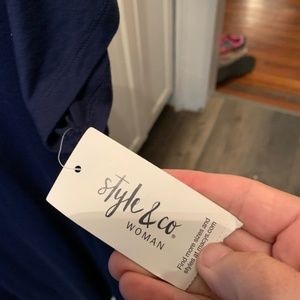 style & co®
WOMAN
Find more sizes and
styles at macys.com